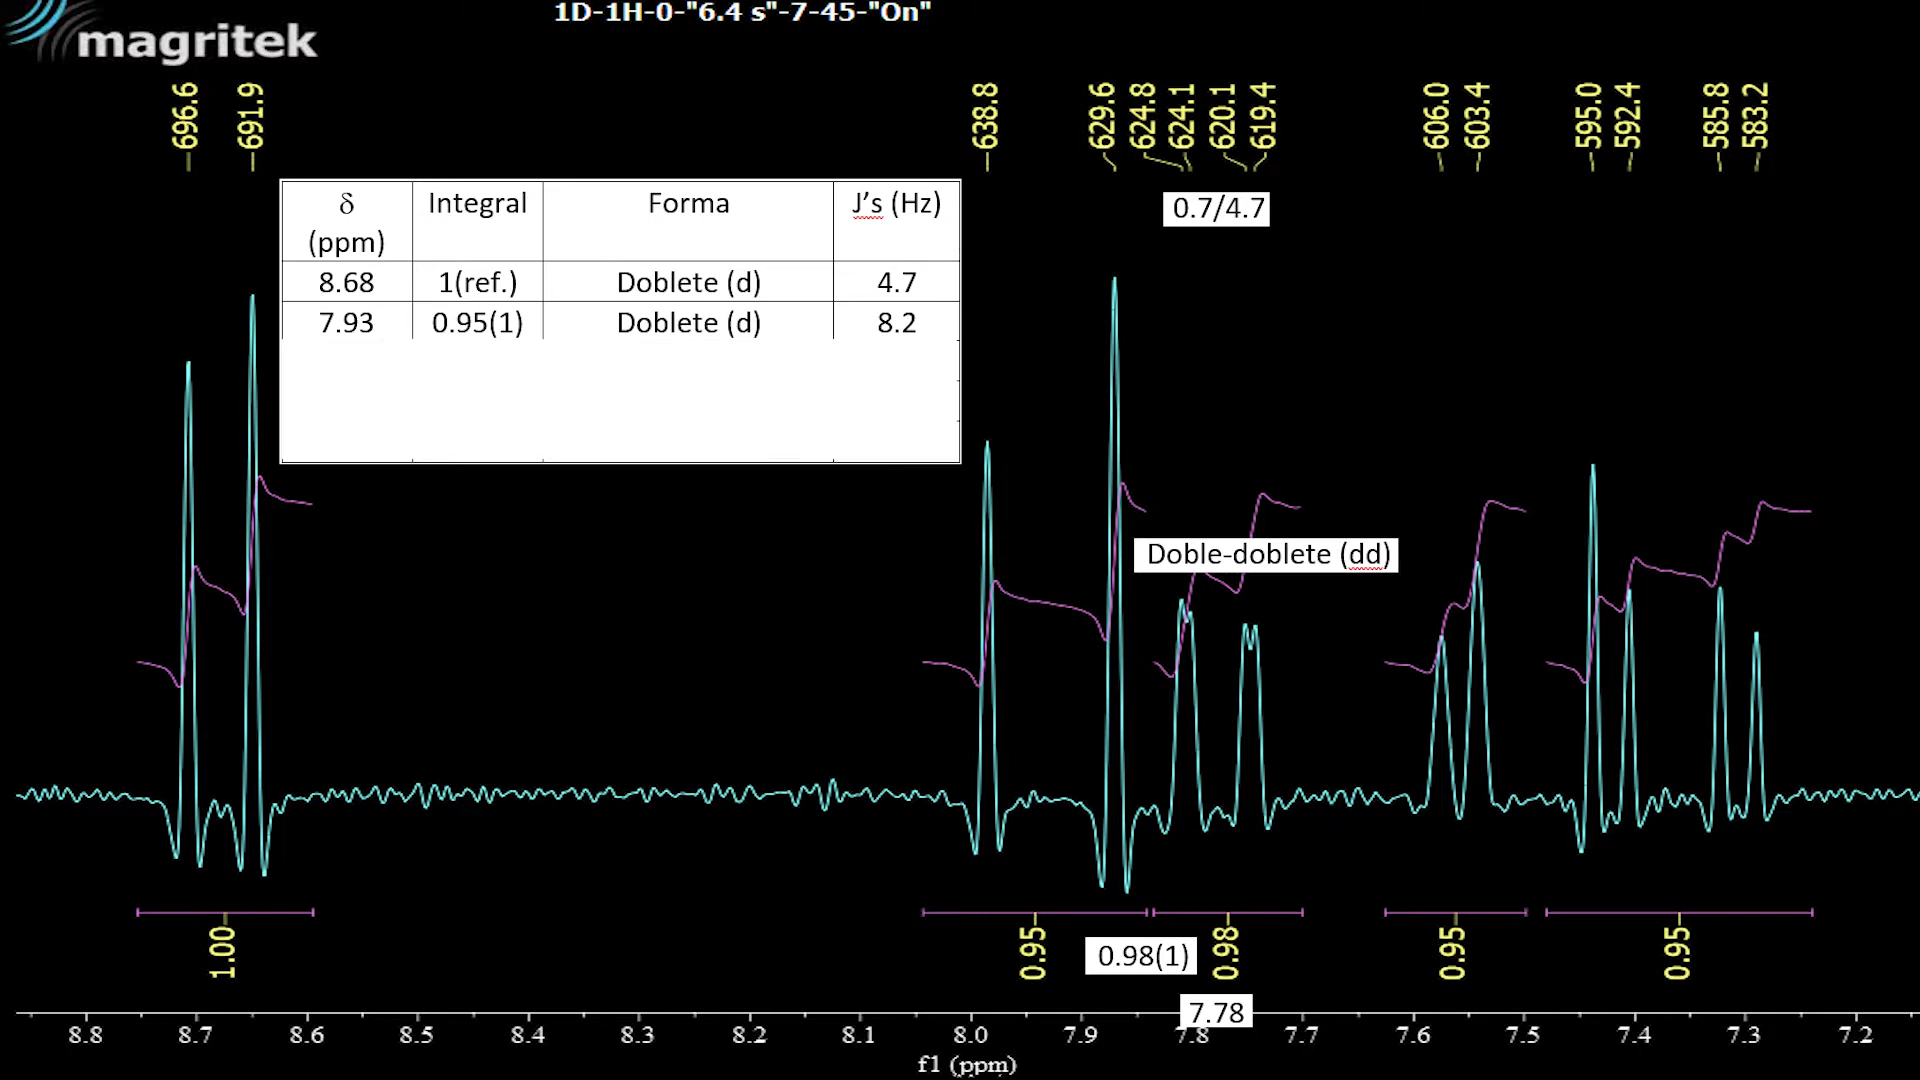 1D-1H-0-"6.4 s"-7-45-"On"
magritek
696.6 691.9 638.8 629.6 624.8 624.1 620.1 619.4 606.0 603.4 595.0 592.4 585.8 583.2
0.7/4.7
δ (ppm) Integral Forma J’s (Hz)
8.68 1(ref.) Doblete (d) 4.7
7.93 0.95(1) Doblete (d) 8.2
Doble-doblete (dd)
1.00 0.95 0.98(1) 0.98 0.95 0.95
7.78
8.8 8.7 8.6 8.5 8.4 8.3 8.2 8.1 8.0 7.9 7.8 7.7 7.6 7.5 7.4 7.3 7.2
f1 (ppm)